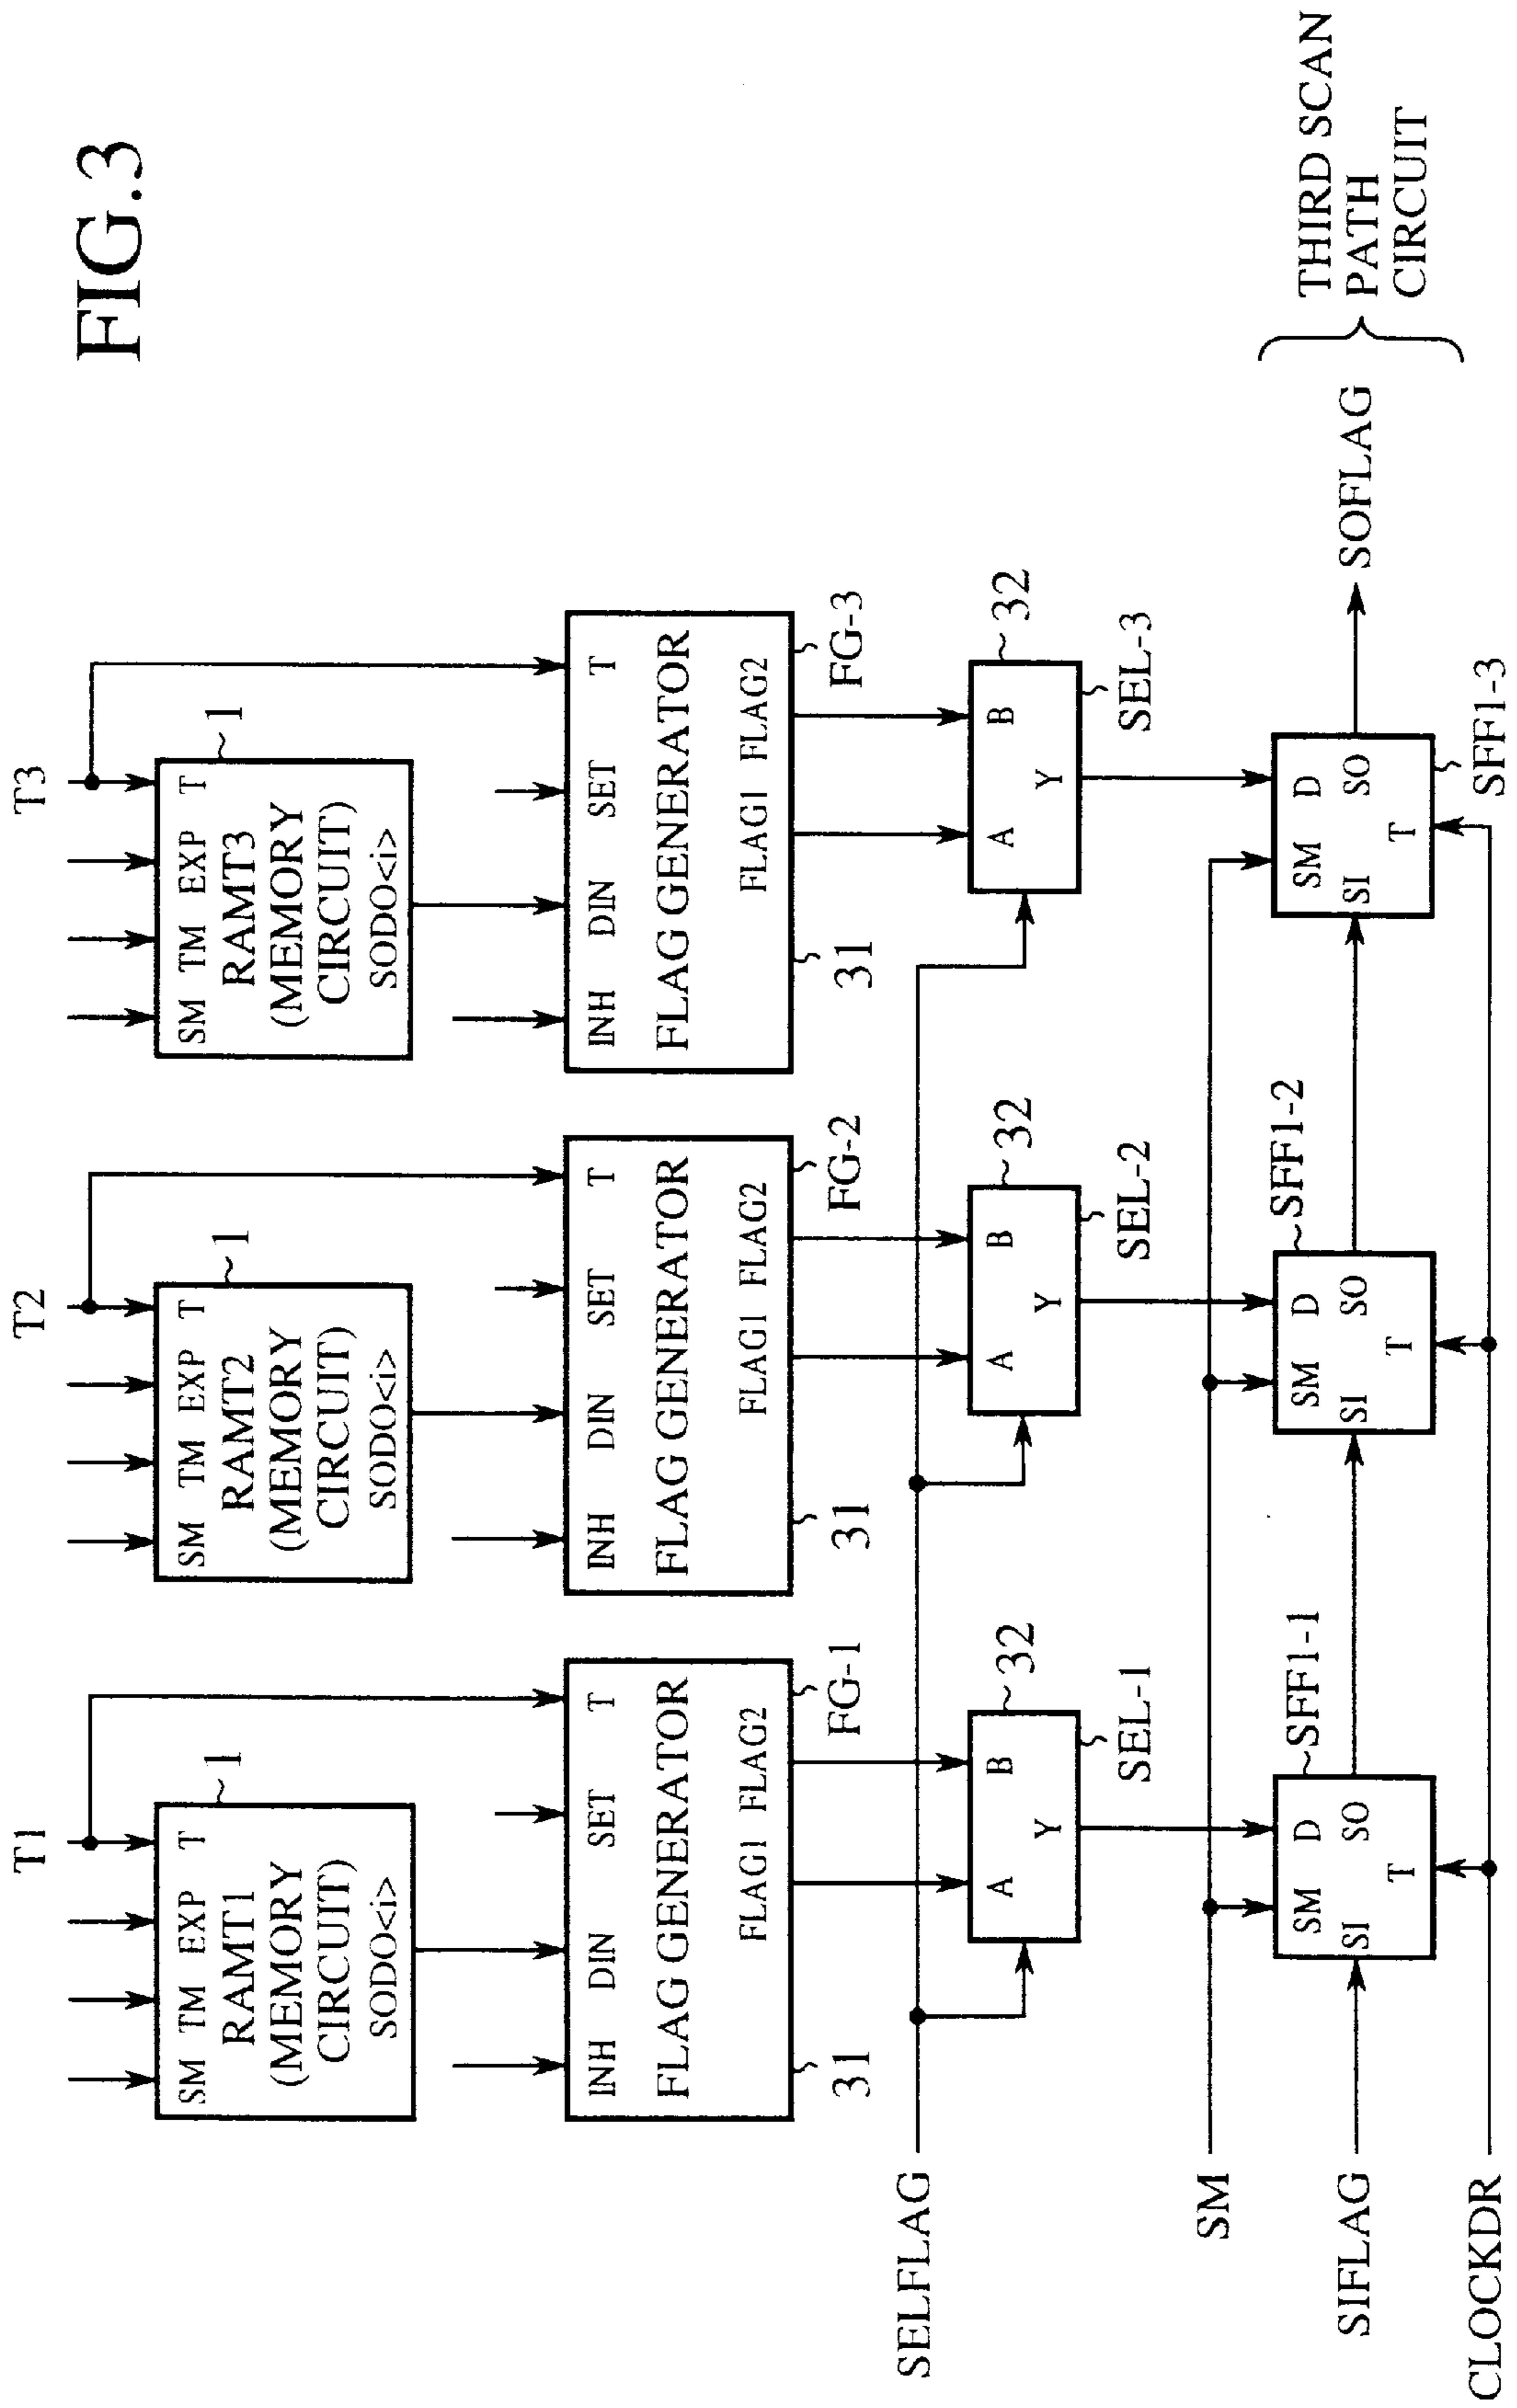 FIG.3
T1
T2
T3
SM TM EXP T
RAMT1
(MEMORY
CIRCUIT)
SODO<i>
1
SM TM EXP T
RAMT2
(MEMORY
CIRCUIT)
SODO<i>
1
SM TM EXP T
RAMT3
(MEMORY
CIRCUIT)
SODO<i>
1
INH DIN SET T
FLAG GENERATOR
FLAG1 FLAG2
31
FG-1
INH DIN SET T
FLAG GENERATOR
FLAG1 FLAG2
31
FG-2
INH DIN SET T
FLAG GENERATOR
FLAG1 FLAG2
31
FG-3
SELFLAG
A B
Y
32
SEL-1
A B
Y
32
SEL-2
A B
Y
32
SEL-3
SM
SIFLAG
CLOCKDR
SM D
SI SO
T
SFF1-1
SM D
SI SO
T
SFF1-2
SM D
SI SO
T
SFF1-3
SOFLAG
THIRD SCAN
PATH
CIRCUIT